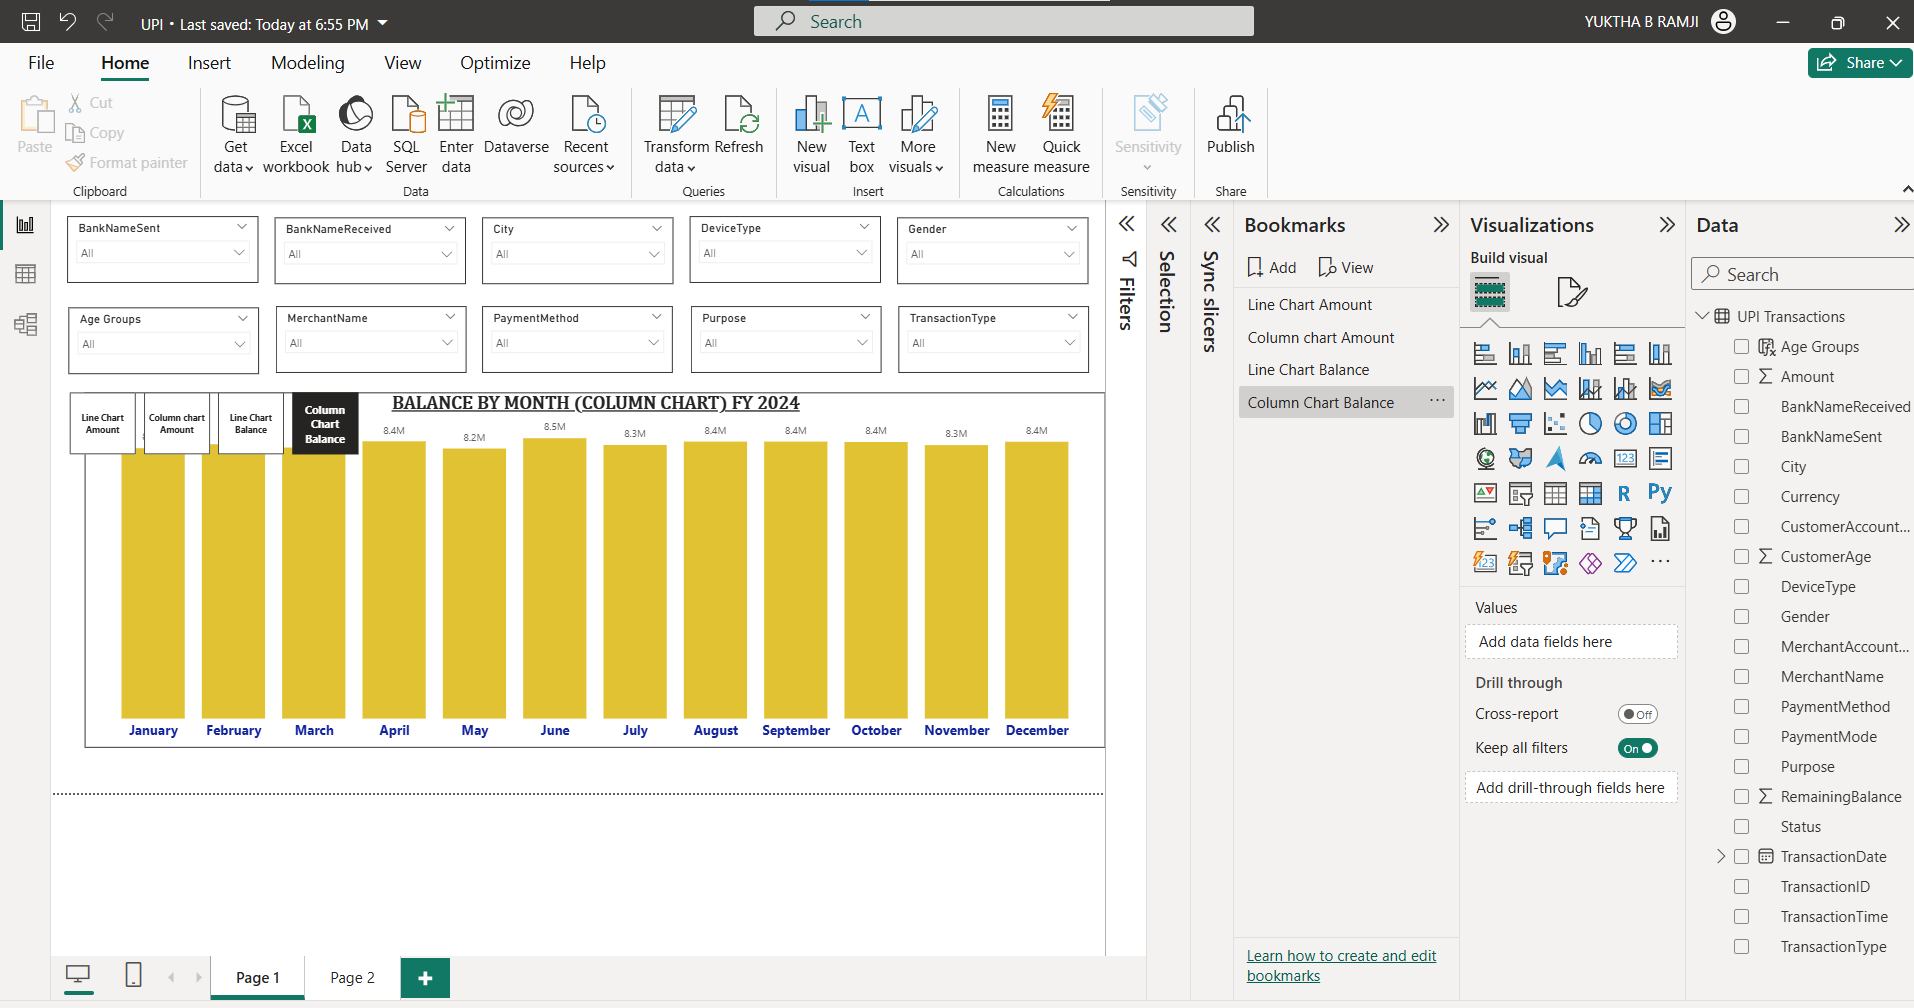 UPI • Last saved: Today at 6:55 PM
Search
YUKTHA B RAMJI
File Home Insert Modeling View Optimize Help
Share
Paste
Cut
Copy
Format painter
Clipboard
Get data
Excel workbook
Data hub
SQL Server
Enter data
Dataverse
Recent sources
Data
Transform data
Refresh
Queries
New visual
Text box
More visuals
Insert
New measure
Quick measure
Calculations
Sensitivity
Sensitivity
Publish
Share
BankNameSent
All
BankNameReceived
All
City
All
DeviceType
All
Gender
All
Age Groups
All
MerchantName
All
PaymentMethod
All
Purpose
All
TransactionType
All
Line Chart Amount
Column chart Amount
Line Chart Balance
Column Chart Balance
BALANCE BY MONTH (COLUMN CHART) FY 2024
8.4M 8.2M 8.5M 8.3M 8.4M 8.4M 8.4M 8.3M 8.4M
January February March April May June July August September October November December
Filters
Selection
Sync slicers
Bookmarks
Add View
Line Chart Amount
Column chart Amount
Line Chart Balance
Column Chart Balance
Learn how to create and edit
bookmarks
Visualizations
Build visual
123
R
Py
123
Values
Add data fields here
Drill through
Cross-report
Off
Keep all filters
On
Add drill-through fields here
Data
Search
UPI Transactions
Age Groups
Amount
BankNameReceived
BankNameSent
City
Currency
CustomerAccount...
CustomerAge
DeviceType
Gender
MerchantAccount...
MerchantName
PaymentMethod
PaymentMode
Purpose
RemainingBalance
Status
TransactionDate
TransactionID
TransactionTime
TransactionType
Page 1
Page 2